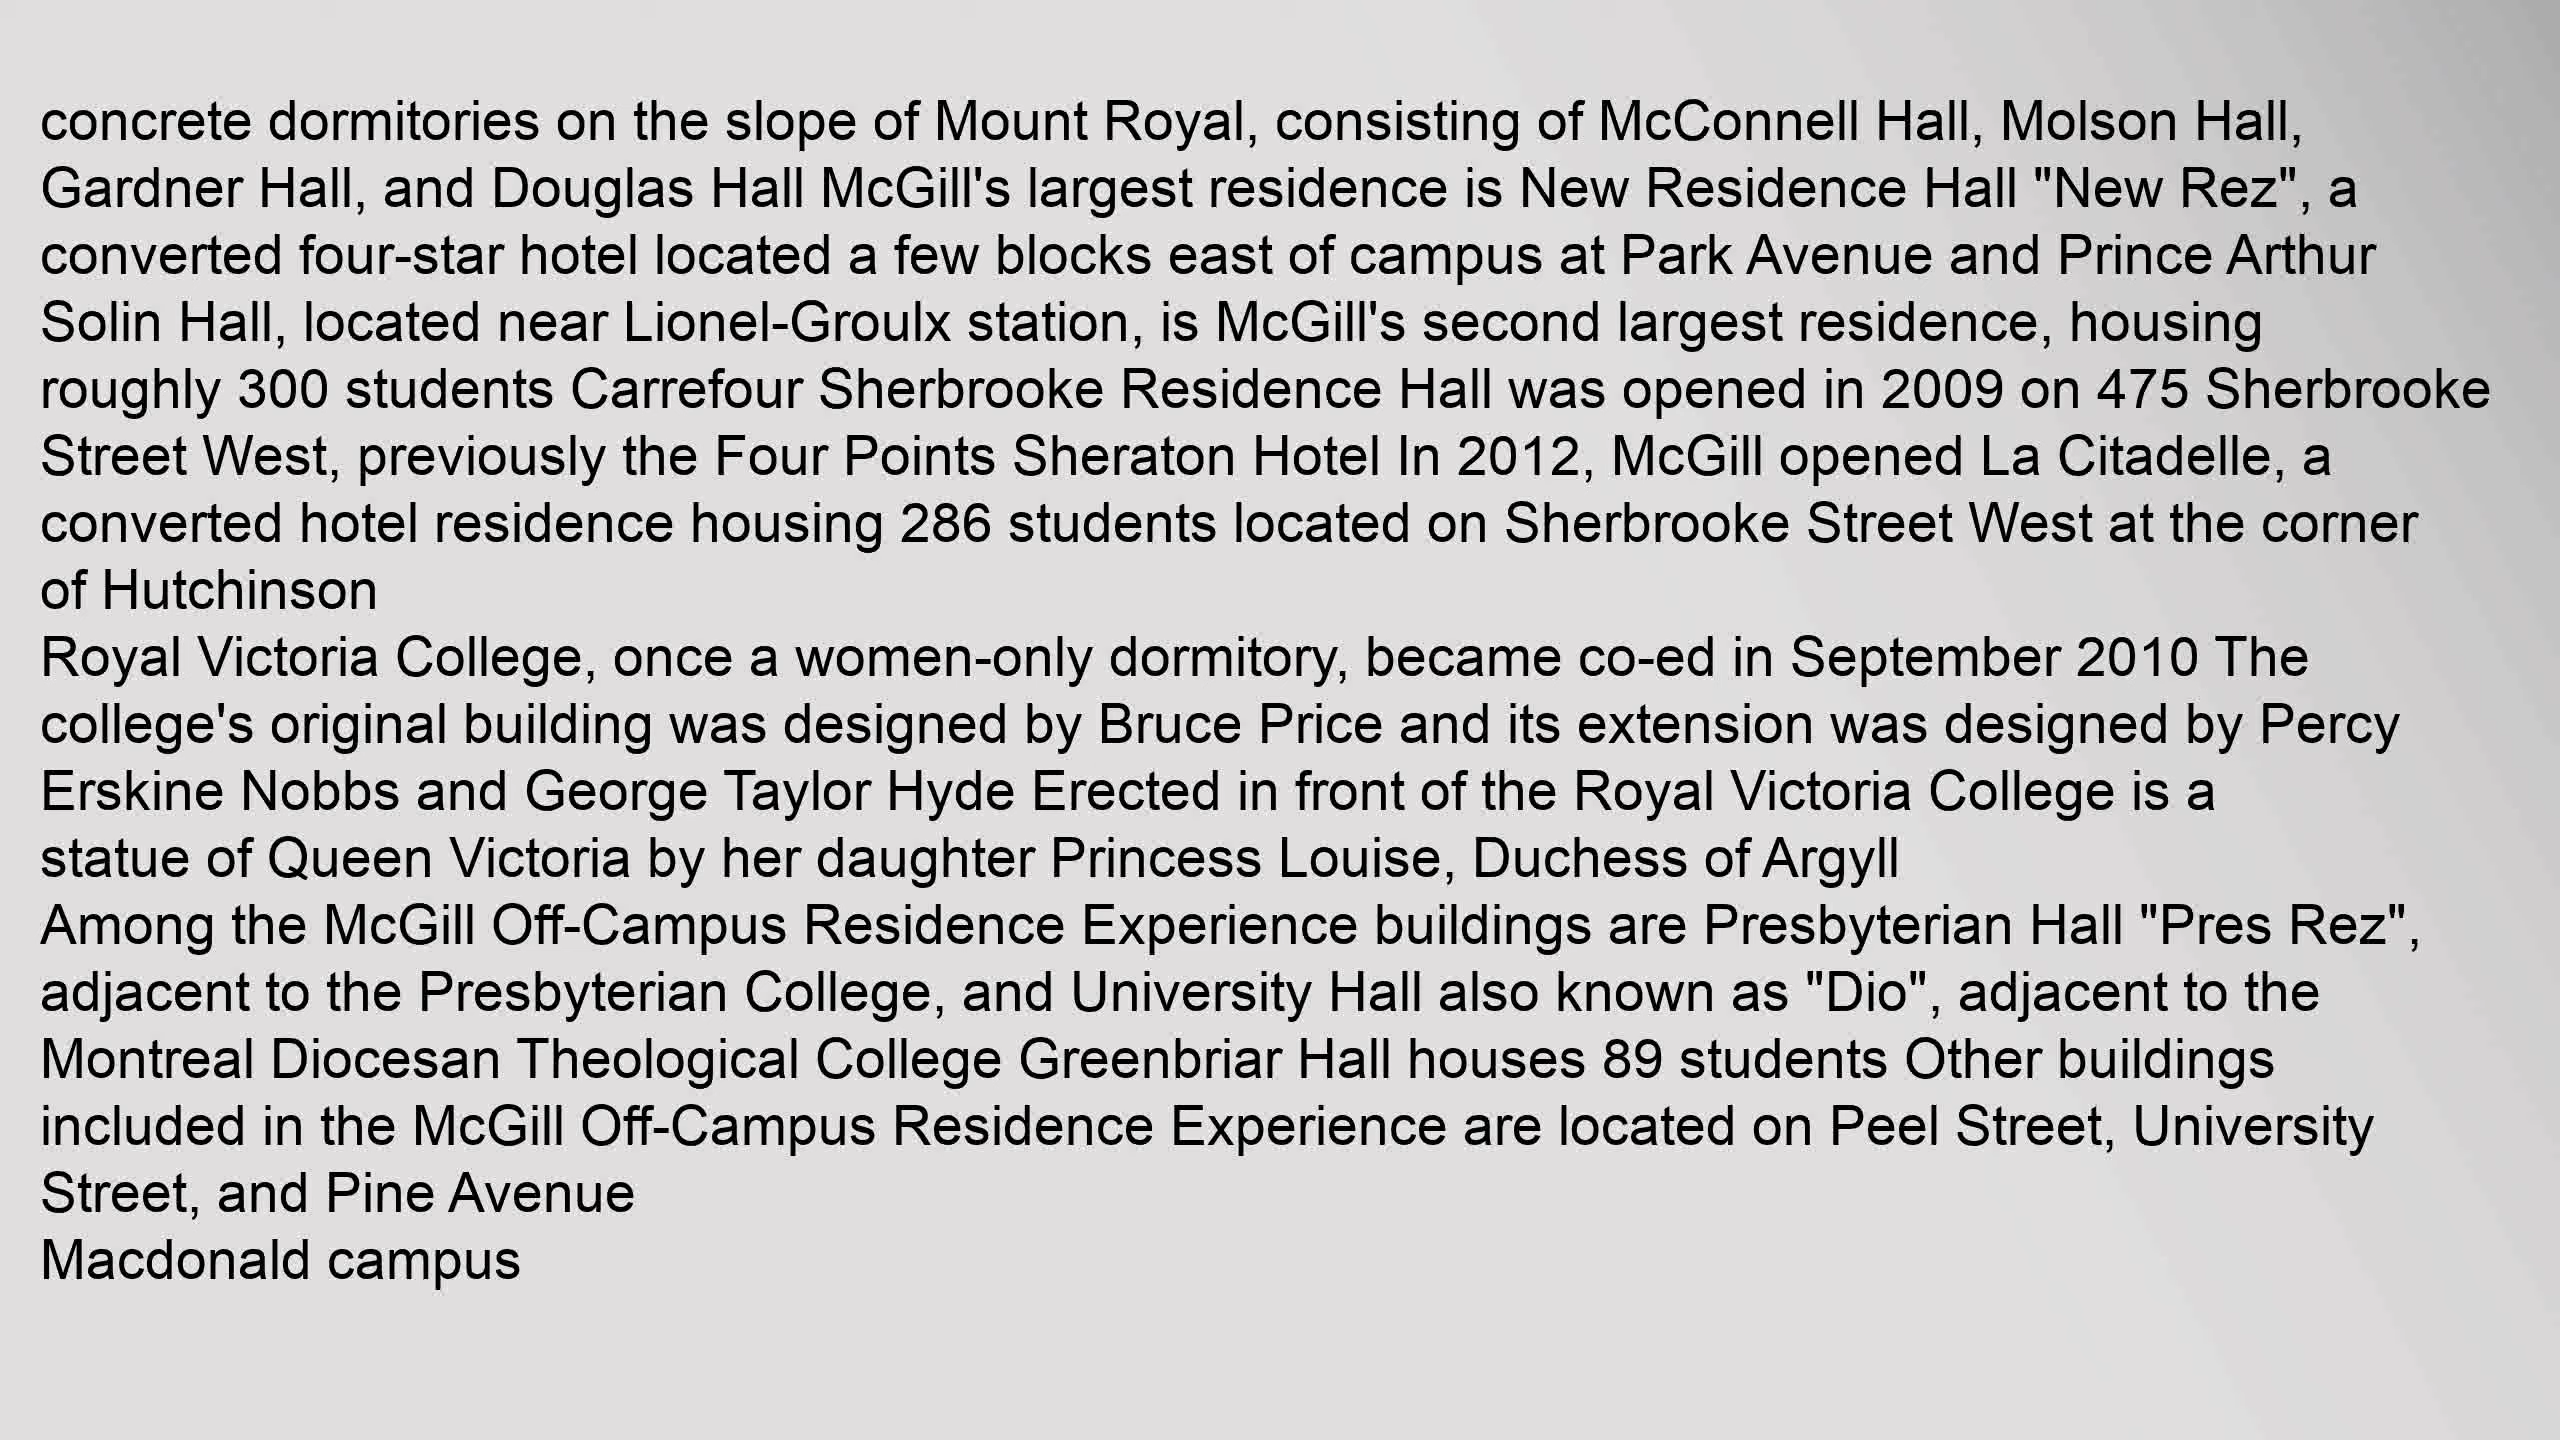 concrete dormitories on the slope of Mount Royal, consisting of McConnell Hall, Molson Hall,
Gardner Hall, and Douglas Hall McGill's largest residence is New Residence Hall "New Rez", a
converted four-star hotel located a few blocks east of campus at Park Avenue and Prince Arthur
Solin Hall, located near Lionel-Groulx station, is McGill's second largest residence, housing
roughly 300 students Carrefour Sherbrooke Residence Hall was opened in 2009 on 475 Sherbrooke
Street West, previously the Four Points Sheraton Hotel In 2012, McGill opened La Citadelle, a
converted hotel residence housing 286 students located on Sherbrooke Street West at the corner
of Hutchinson
Royal Victoria College, once a women-only dormitory, became co-ed in September 2010 The
college's original building was designed by Bruce Price and its extension was designed by Percy
Erskine Nobbs and George Taylor Hyde Erected in front of the Royal Victoria College is a
statue of Queen Victoria by her daughter Princess Louise, Duchess of Argyll
Among the McGill Off-Campus Residence Experience buildings are Presbyterian Hall "Pres Rez",
adjacent to the Presbyterian College, and University Hall also known as "Dio", adjacent to the
Montreal Diocesan Theological College Greenbriar Hall houses 89 students Other buildings
included in the McGill Off-Campus Residence Experience are located on Peel Street, University
Street, and Pine Avenue
Macdonald campus